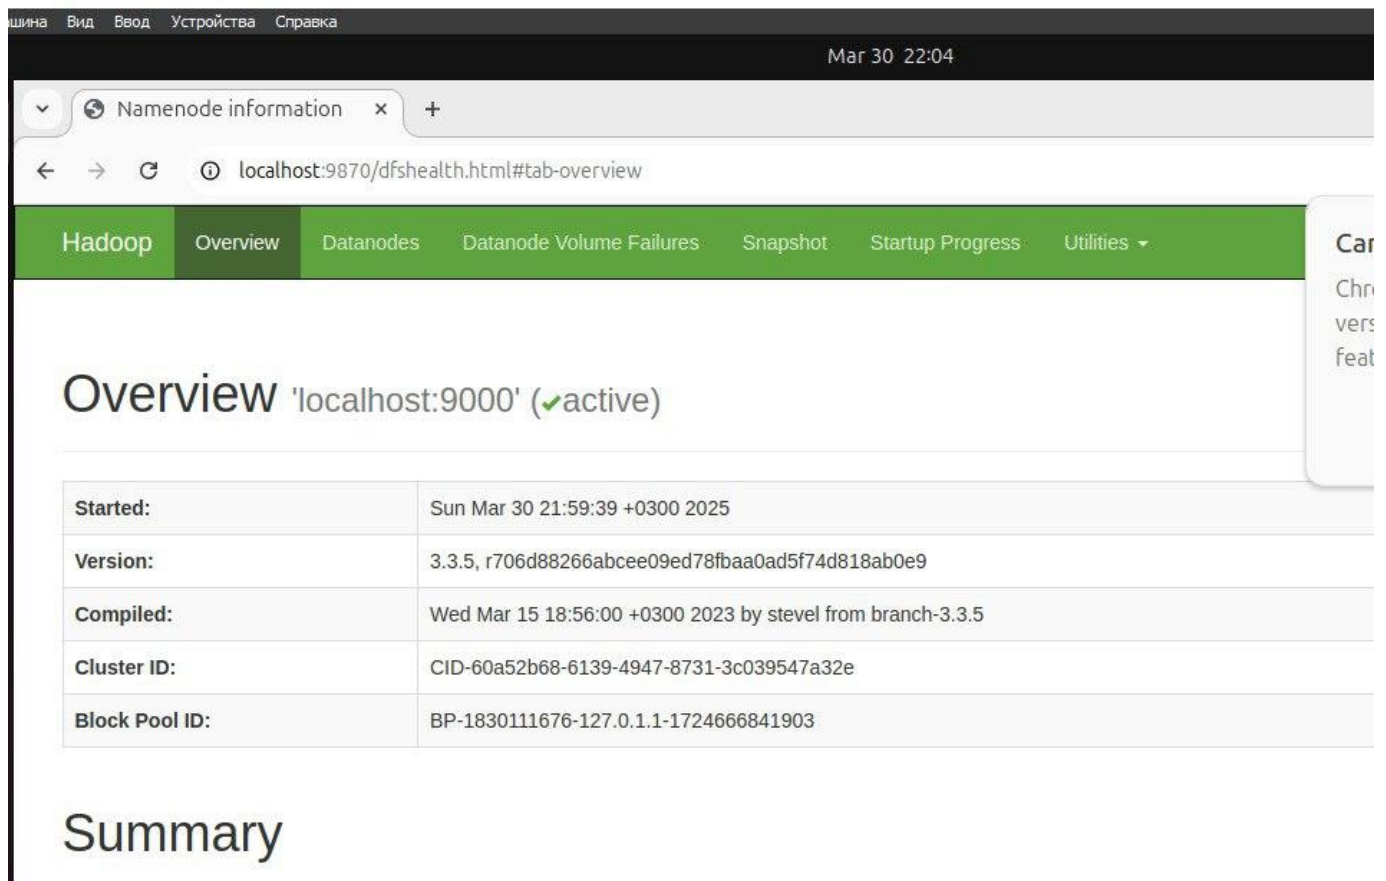 Вид Ввод Устройства Справка
Mar 30 22:04
Namenode information × +
localhost:9870/dfshealth.html#tab-overview
Hadoop Overview Datanodes Datanode Volume Failures Snapshot Startup Progress Utilities
Overview 'localhost:9000' (✔active)
Started: Sun Mar 30 21:59:39 +0300 2025
Version: 3.3.5, r706d88266abcee09ed78fbaa0ad5f74d818ab0e9
Compiled: Wed Mar 15 18:56:00 +0300 2023 by stevel from branch-3.3.5
Cluster ID: CID-60a52b68-6139-4947-8731-3c039547a32e
Block Pool ID: BP-1830111676-127.0.1.1-1724666841903
Summary